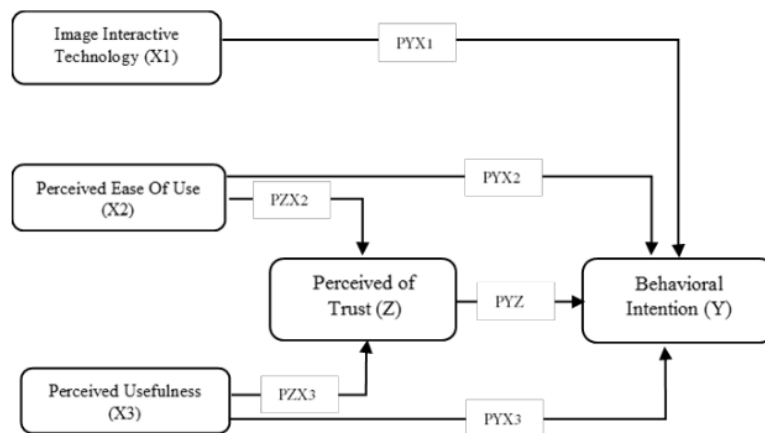 Image Interactive
Technology (X1)
PYX1
Perceived Ease Of Use
(X2)
PYX2
PZX2
Perceived of
Trust (Z)
PYZ
Behavioral
Intention (Y)
Perceived Usefulness
(X3)
PZX3
PYX3